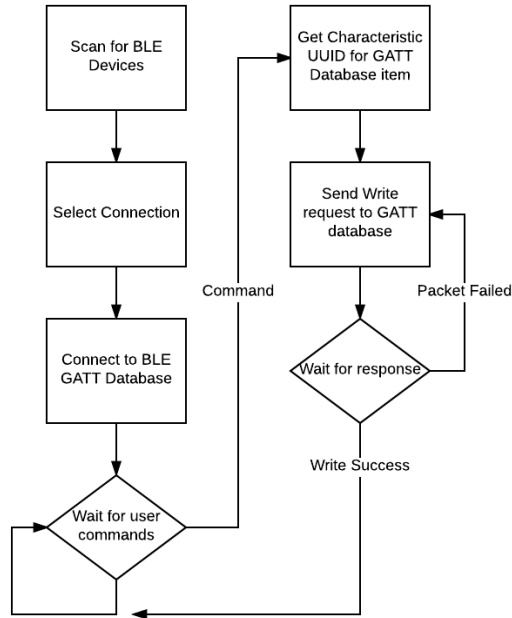 Scan for BLE
Devices
Select Connection
Connect to BLE
GATT Database
Wait for user
commands
Command
Get Characteristic
UUID for GATT
Database item
Send Write
request to GATT
database
Packet Failed
Wait for response
Write Success